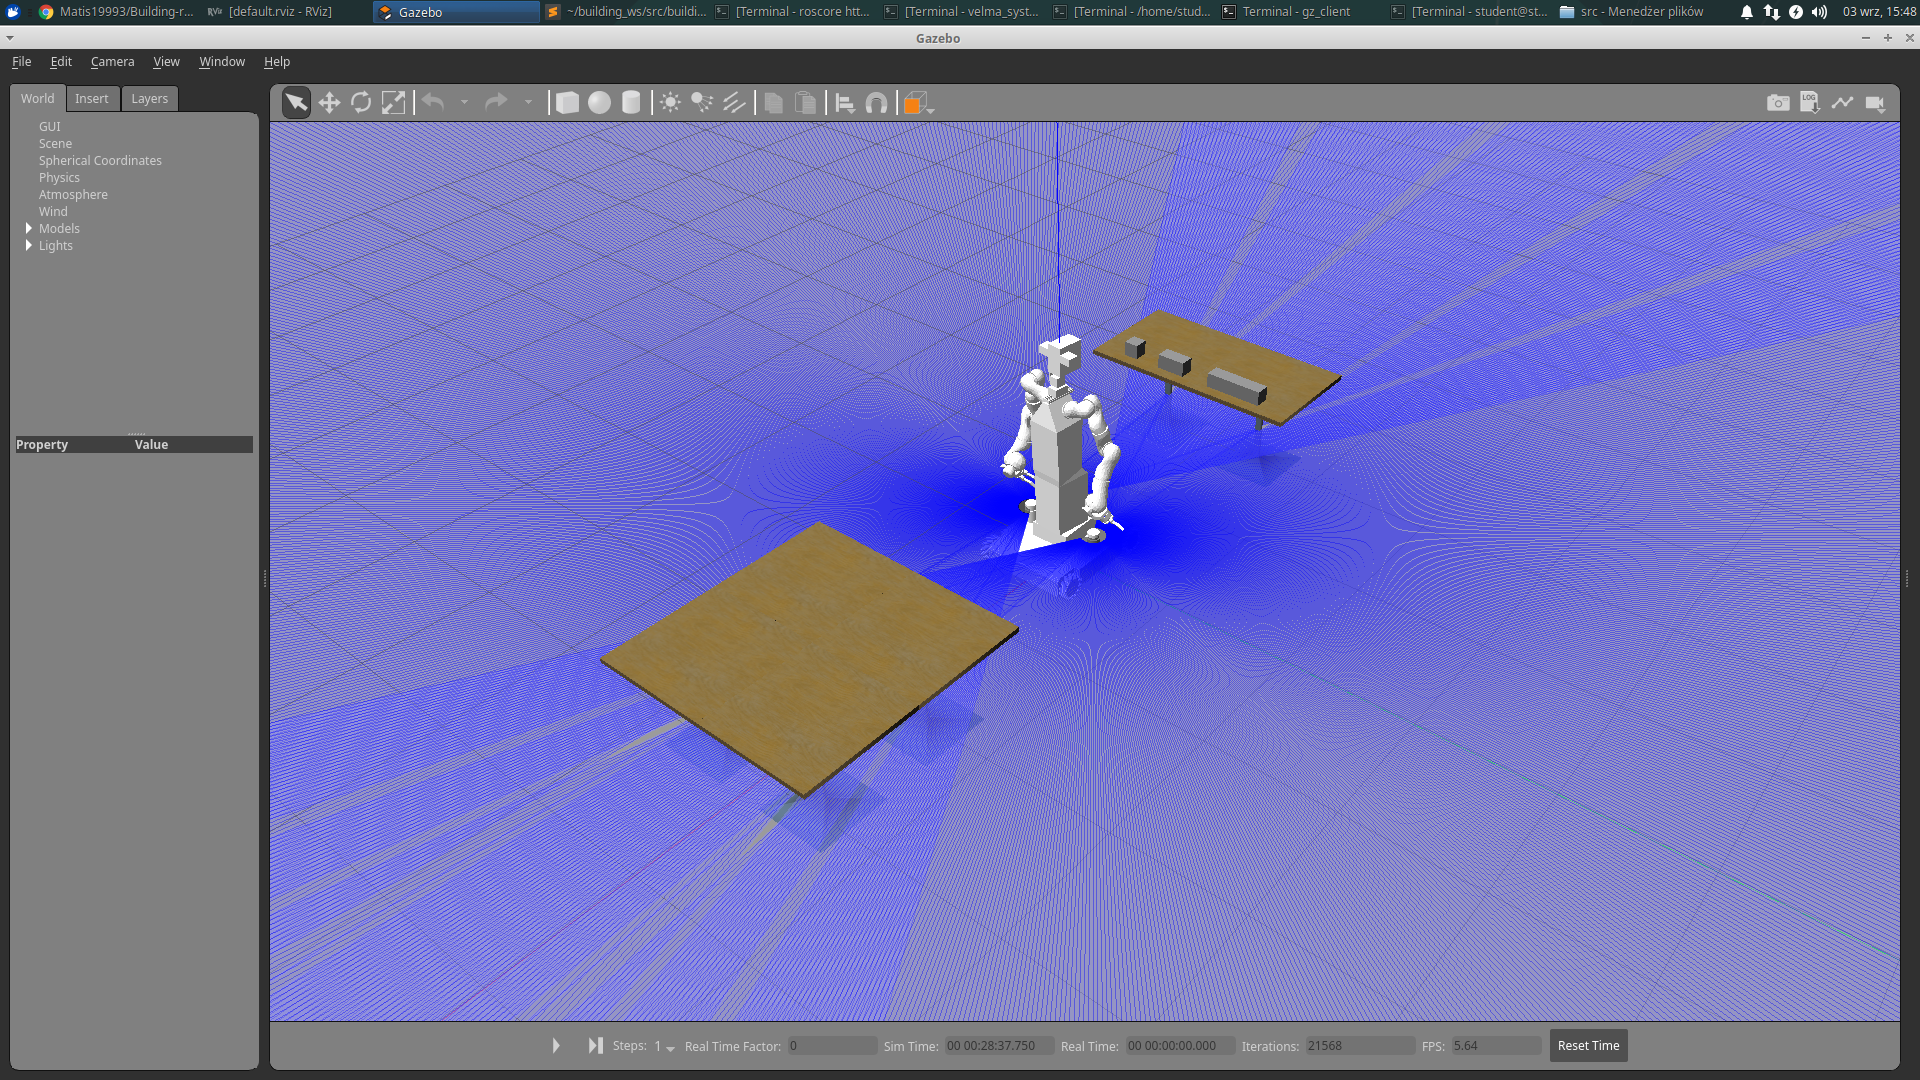 Matis19993/Building-r... RViz [default.rviz - RViz] Gazebo ~/building_ws/src/buildi... [Terminal - roscore htt... [Terminal - velma_syst... [Terminal - /home/stud... Terminal - gz_client [Terminal - student@st... src - Menedżer plików 03 wrz, 15:48
Gazebo
File Edit Camera View Window Help
World Insert Layers
LOG
GUI
Scene
Spherical Coordinates
Physics
Atmosphere
Wind
Models
Lights
Property Value
Steps: 1 Real Time Factor: 0 Sim Time: 00 00:28:37.750 Real Time: 00 00:00:00.000 Iterations: 21568 FPS: 5.64 Reset Time